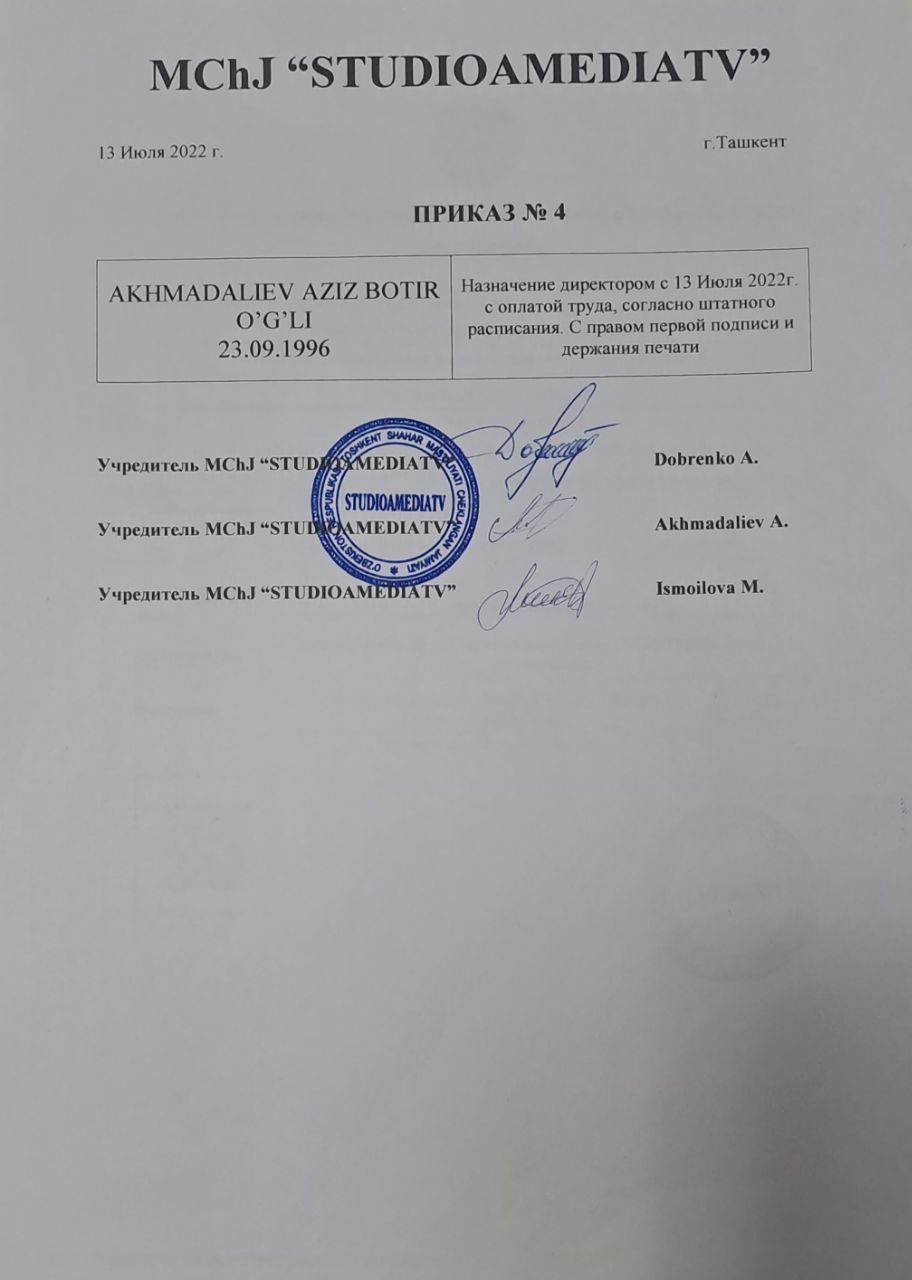 MChJ “STUDIOAMEDIATV”
13 Июля 2022 г.
г.Ташкент
ПРИКАЗ № 4
AKHMADALIEV AZIZ BOTIR
O’G’LI
23.09.1996
Назначение директором с 13 Июля 2022г.
с оплатой труда, согласно штатного
расписания. С правом первой подписи и
держания печати
Учредитель MChJ “STUDIOAMEDIATV”
Dobrenko A.
Учредитель MChJ “STUDIOAMEDIATV”
Akhmadaliev A.
Учредитель MChJ “STUDIOAMEDIATV”
Ismoilova M.
O‘ZBEKISTON RESPUBLIKASI TOSHKENT SHAHAR MAS‘ULIYATI CHEKLANGAN JAMIYATI
STUDIOAMEDIATV